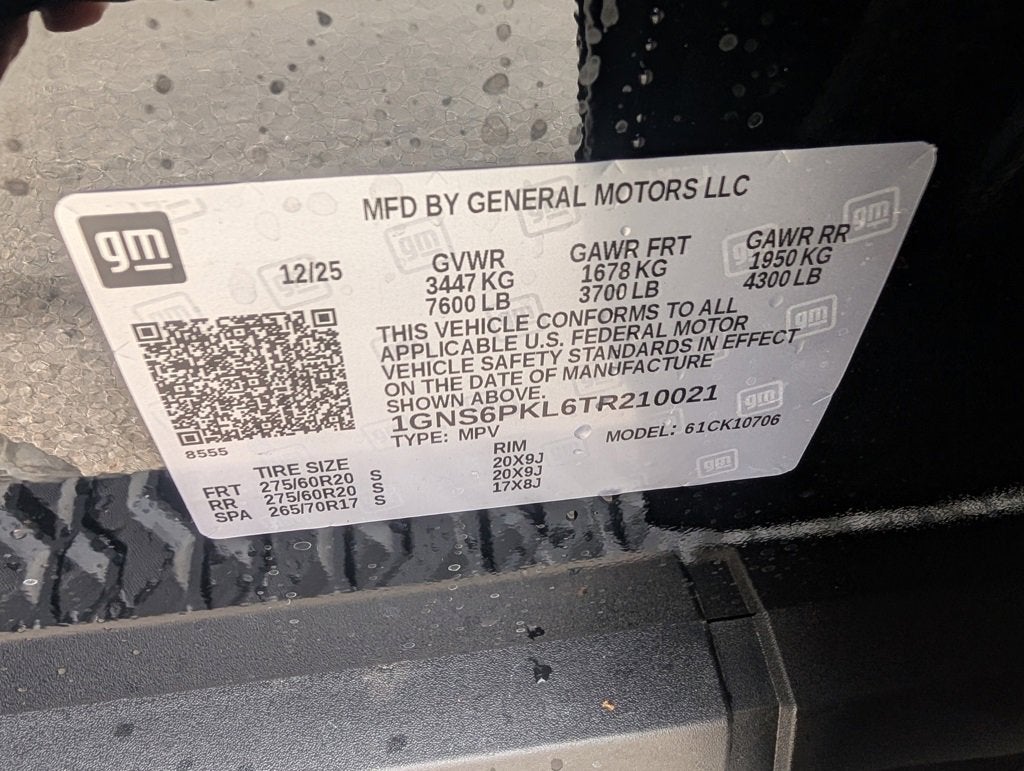 gm
MFD BY GENERAL MOTORS LLC
12/25
GVWR GAWR FRT GAWR RR
3447 KG 1678 KG 1950 KG
7600 LB 3700 LB 4300 LB
THIS VEHICLE CONFORMS TO ALL
APPLICABLE U.S. FEDERAL MOTOR
VEHICLE SAFETY STANDARDS IN EFFECT
ON THE DATE OF MANUFACTURE
SHOWN ABOVE.
1GNS6PKL6TR210021
TYPE: MPV MODEL: 61CK10706
8555
TIRE SIZE RIM
FRT 275/60R20 S 20X9J
RR 275/60R20 S 20X9J
SPA 265/70R17 S 17X8J